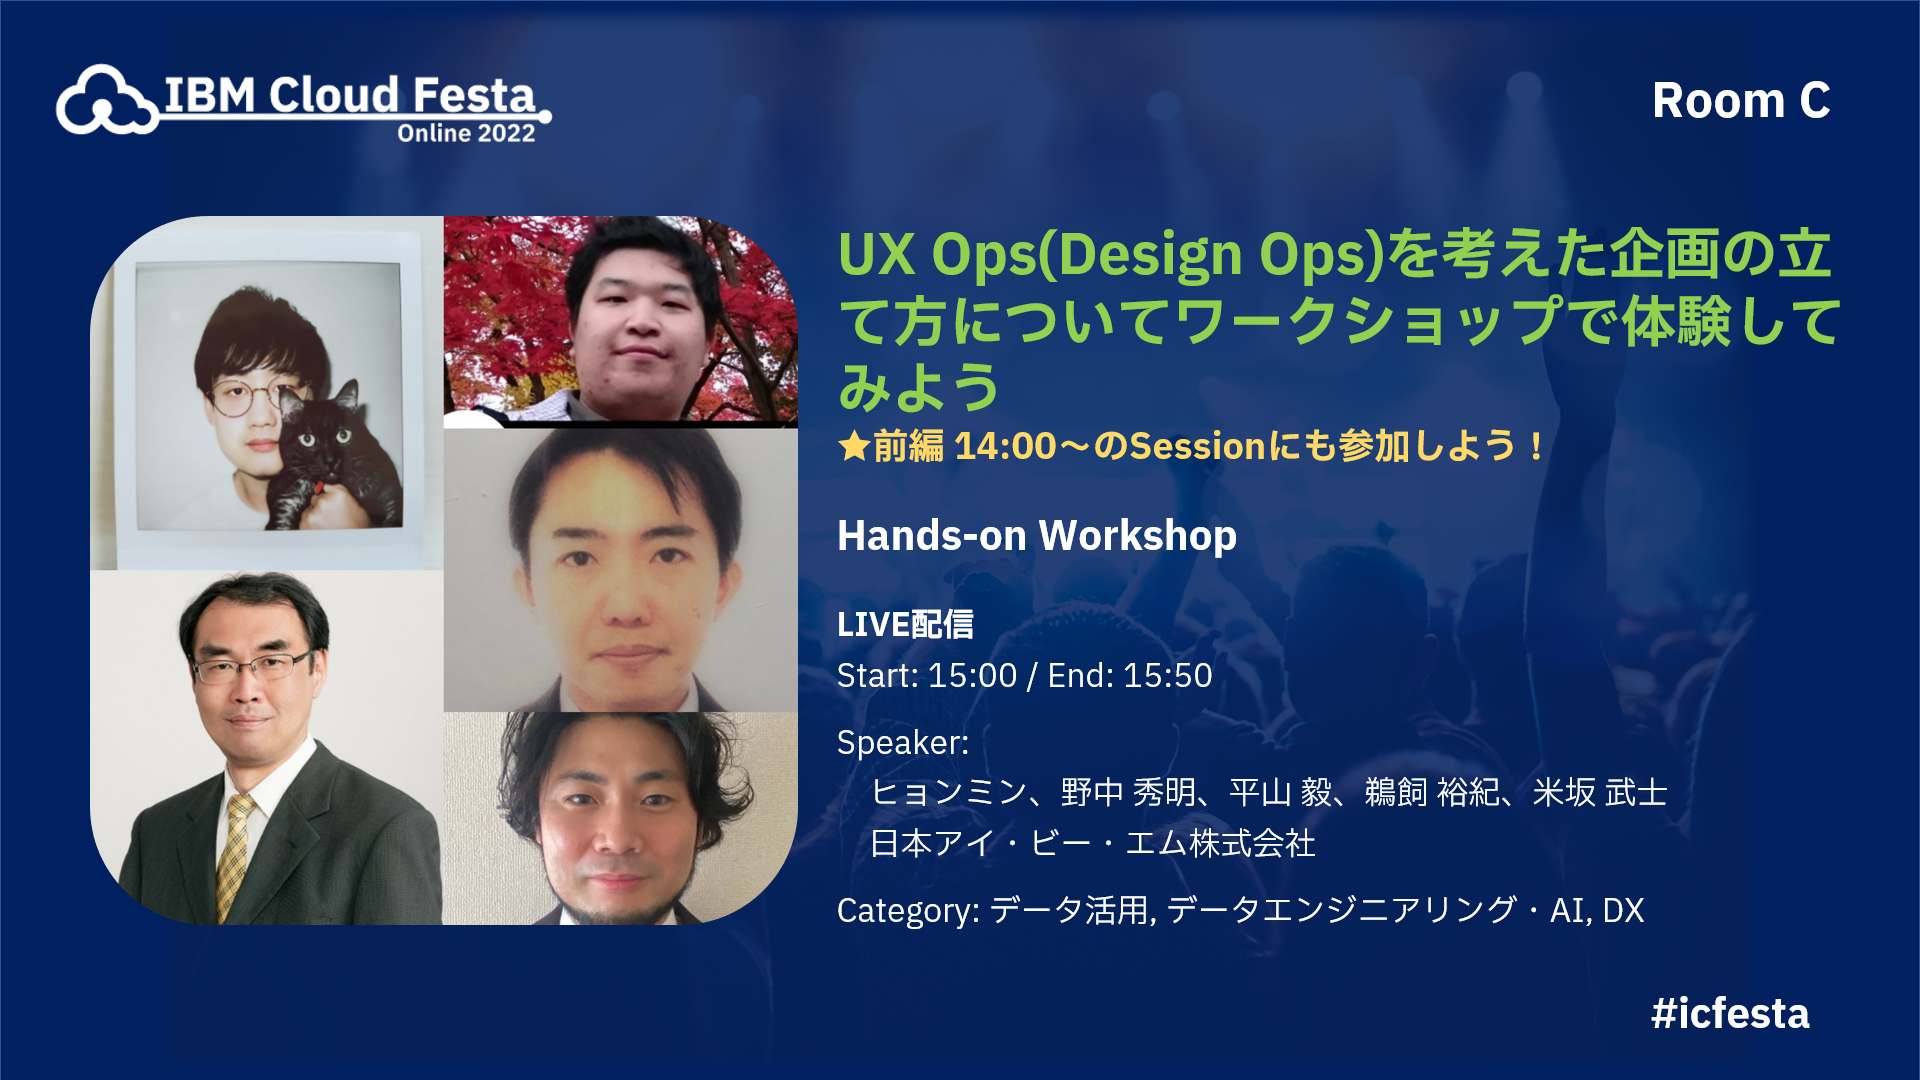 IBM Cloud Festa
Online 2022
Room C
UX Ops(Design Ops)を考えた企画の立
て方についてワークショップで体験して
みよう
★前編 14:00～のSessionにも参加しよう！
Hands-on Workshop
LIVE配信
Start: 15:00 / End: 15:50
Speaker:
ヒョンミン、野中 秀明、平山 毅、鵜飼 裕紀、米坂 武士
日本アイ・ビー・エム株式会社
Category: データ活用, データエンジニアリング・AI, DX
#icfesta